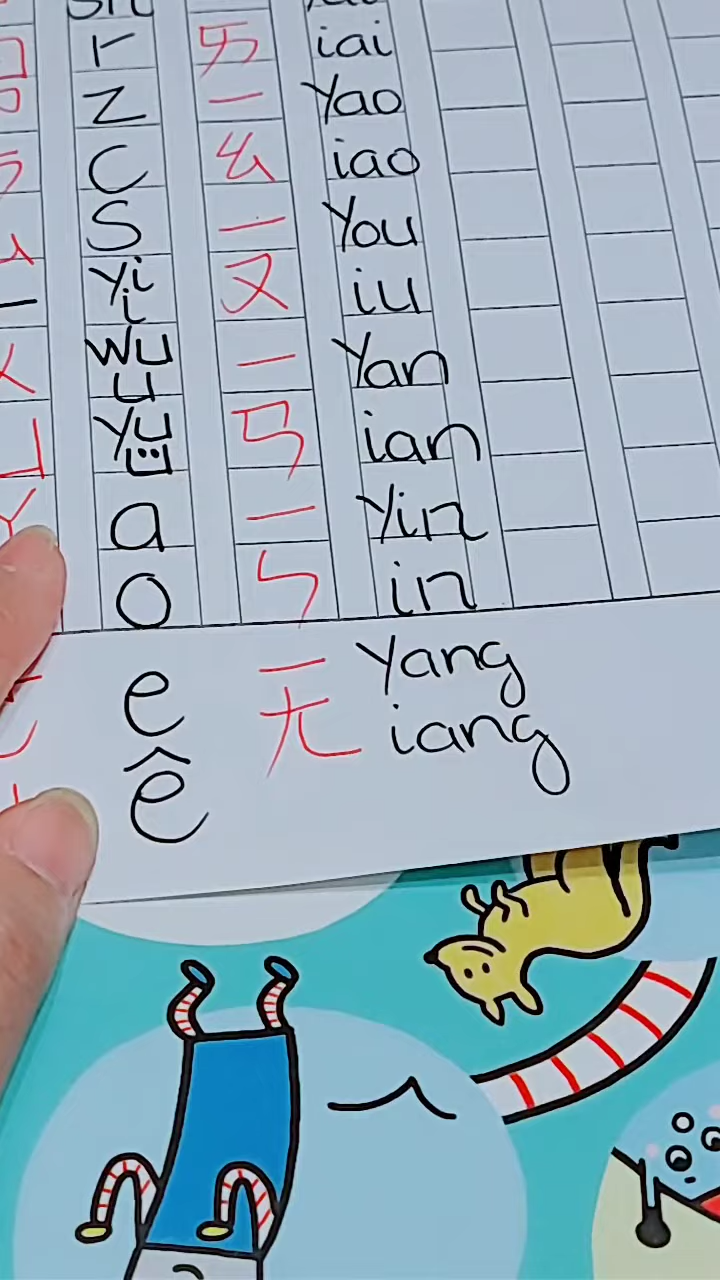 r ㄞ iai
z ㄧ Yao
c ㄠ iao
s ㄧ You
Yi ㄡ iu
i
wu ㄧ Yan
u
Yu ㄢ ian
ü
a ㄧ Yin
o ㄣ in
e ㄧ Yang
ê ㄤ iang